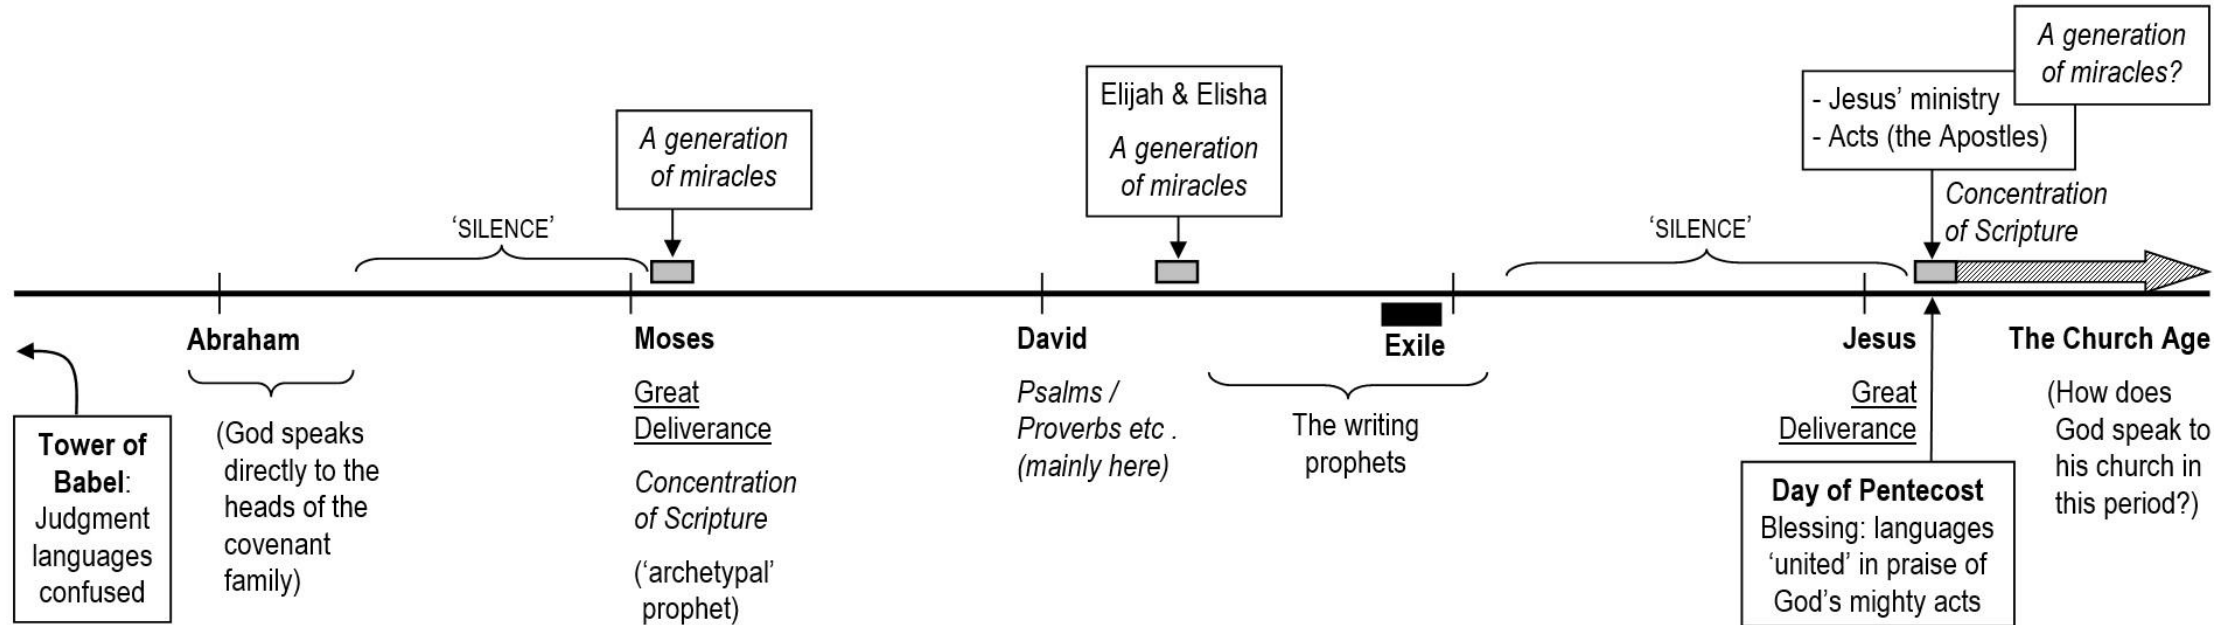 A generation
of miracles?
- Jesus’ ministry
- Acts (the Apostles)
Elijah & Elisha
A generation
of miracles
A generation
of miracles
Concentration
of Scripture
‘SILENCE’
‘SILENCE’
Abraham
Moses
David
Exile
Jesus
The Church Age
Tower of
Babel:
Judgment
languages
confused
(God speaks
directly to the
heads of the
covenant
family)
Great
Deliverance
Concentration
of Scripture
(‘archetypal’
prophet)
Psalms /
Proverbs etc .
(mainly here)
The writing
prophets
Great
Deliverance
Day of Pentecost
Blessing: languages
‘united’ in praise of
God’s mighty acts
(How does
God speak to
his church in
this period?)